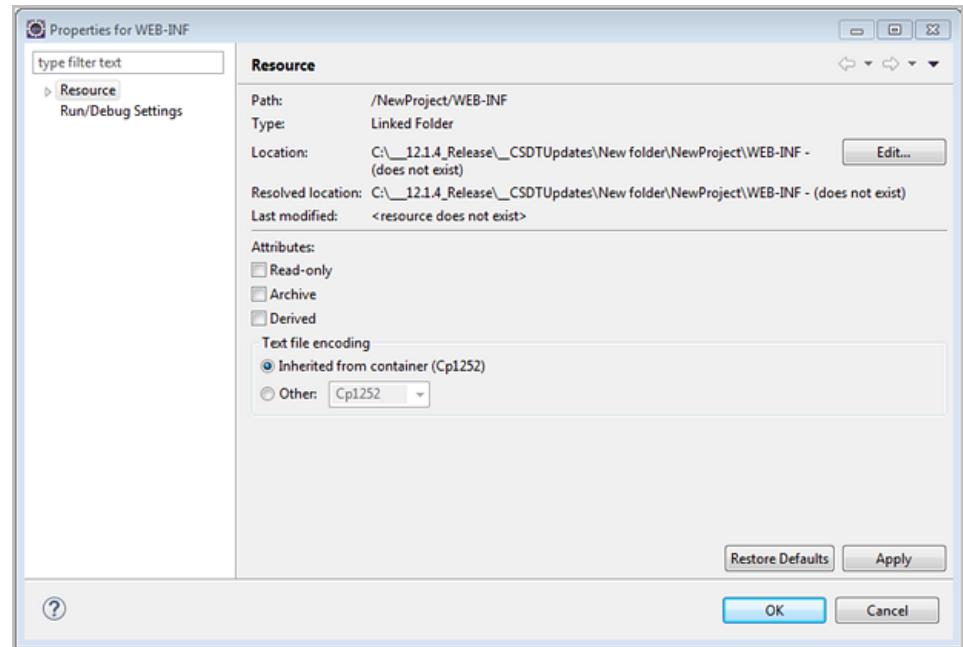 Properties for WEB-INF
type filter text
Resource
Run/Debug Settings
Resource
Path: /NewProject/WEB-INF
Type: Linked Folder
Location: C:\__12.1.4_Release\_CSDTUpdates\New folder\NewProject\WEB-INF - Edit...
(does not exist)
Resolved location: C:\__12.1.4_Release\_CSDTUpdates\New folder\NewProject\WEB-INF - (does not exist)
Last modified: <resource does not exist>
Attributes:
Read-only
Archive
Derived
Text file encoding
Inherited from container (Cp1252)
Other: Cp1252
Restore Defaults Apply
? OK Cancel